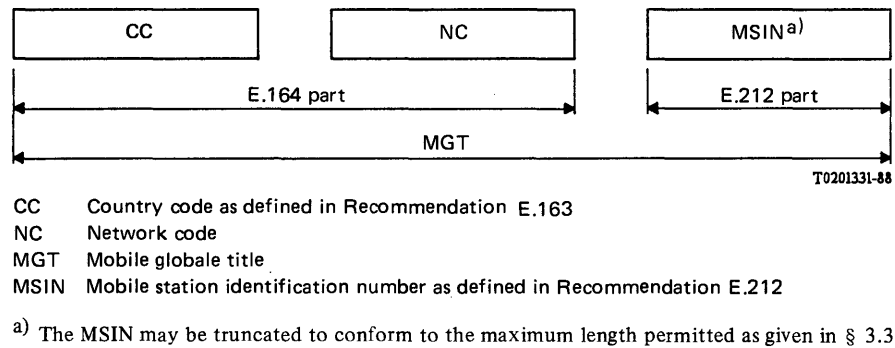 CC NC MSIN a)
E.164 part E.212 part
MGT
T0201331-88
CC Country code as defined in Recommendation E.163
NC Network code
MGT Mobile globale title
MSIN Mobile station identification number as defined in Recommendation E.212
a) The MSIN may be truncated to conform to the maximum length permitted as given in § 3.3